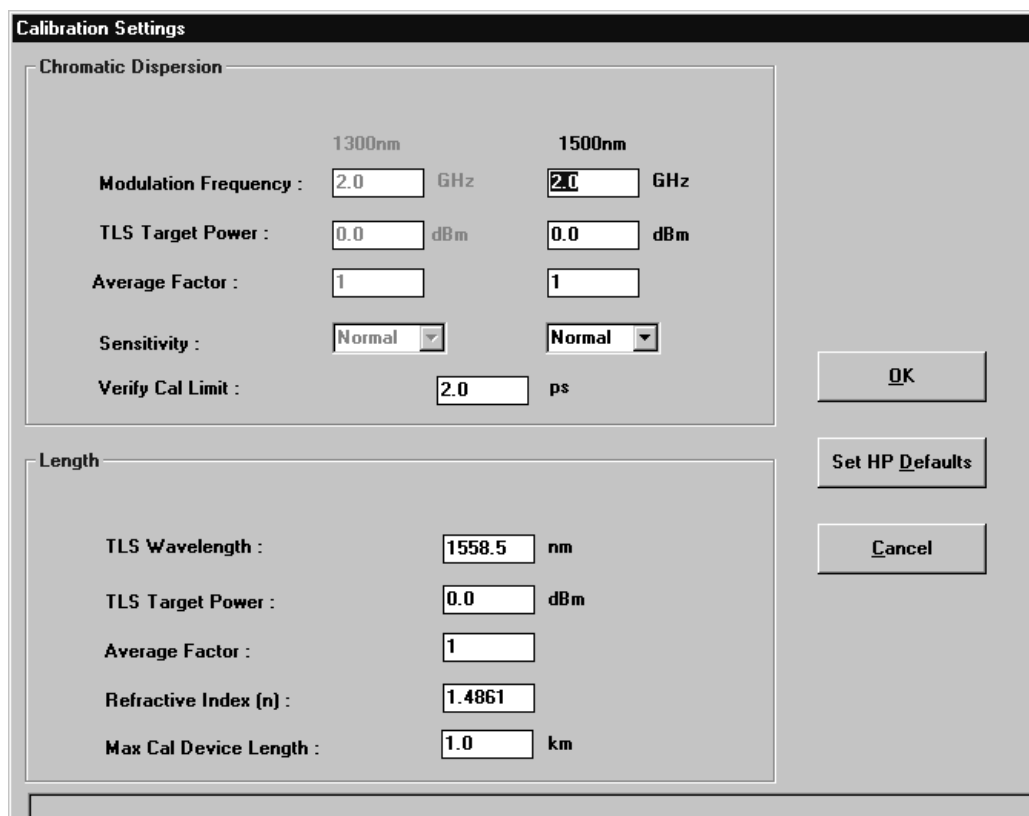 Calibration Settings
Chromatic Dispersion
1300nm 1500nm
Modulation Frequency : 2.0 GHz 2.0 GHz
TLS Target Power : 0.0 dBm 0.0 dBm
Average Factor : 1 1
Sensitivity : Normal Normal
Verify Cal Limit : 2.0 ps
OK
Set HP Defaults
Cancel
Length
TLS Wavelength : 1558.5 nm
TLS Target Power : 0.0 dBm
Average Factor : 1
Refractive Index (n) : 1.4861
Max Cal Device Length : 1.0 km